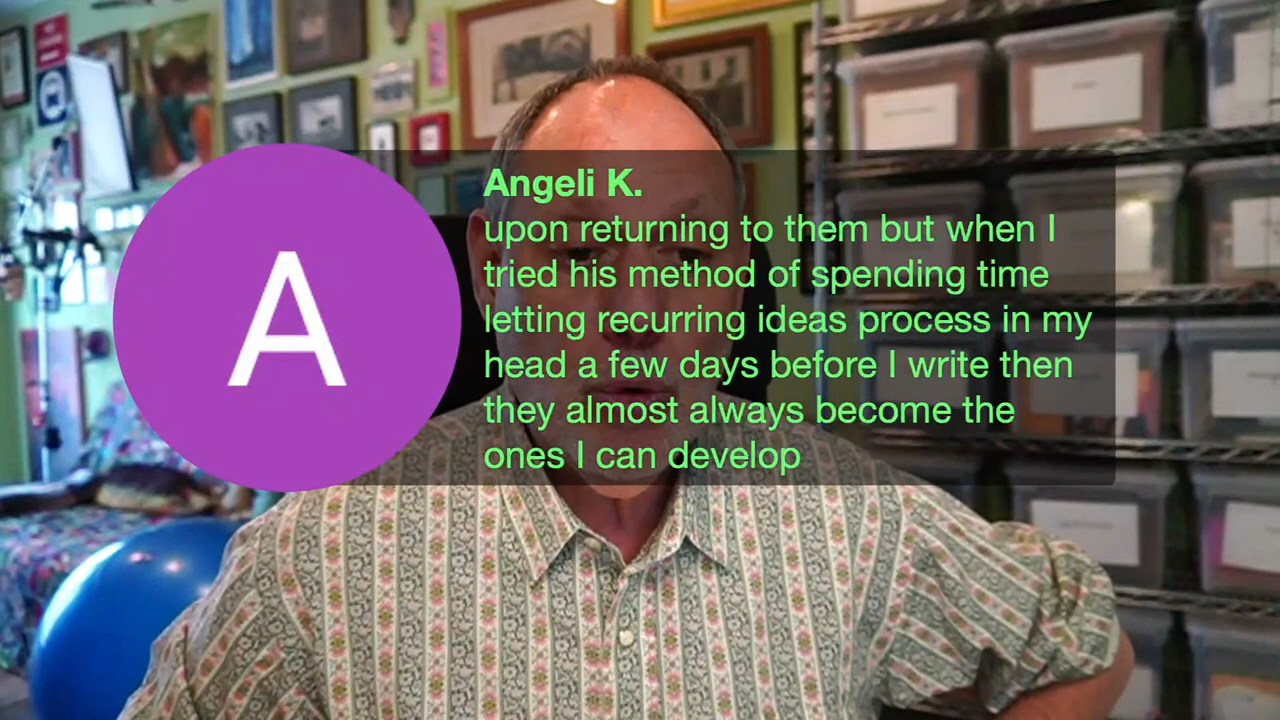 A
Angeli K.
upon returning to them but when I
tried his method of spending time
letting recurring ideas process in my
head a few days before I write then
they almost always become the
ones I can develop